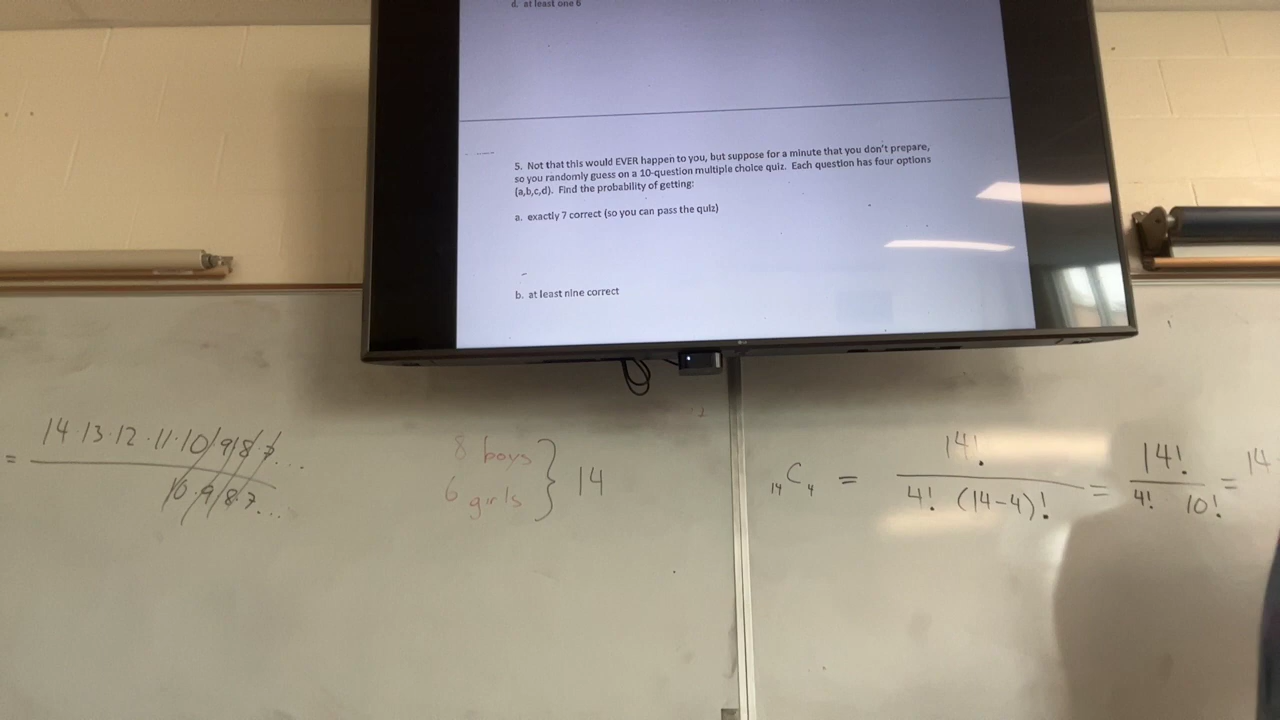 d. at least one 6
5. Not that this would EVER happen to you, but suppose for a minute that you don't prepare,
so you randomly guess on a 10-question multiple choice quiz. Each question has four options
(a,b,c,d). Find the probability of getting:
a. exactly 7 correct (so you can pass the quiz)
b. at least nine correct
= 14·13·12·11·10·9·8·7...
10·9·8·7...
8 boys
6 girls } 14
₁₄C₄ = 14! / 4! (14-4)! = 14! / 4! 10! = 14